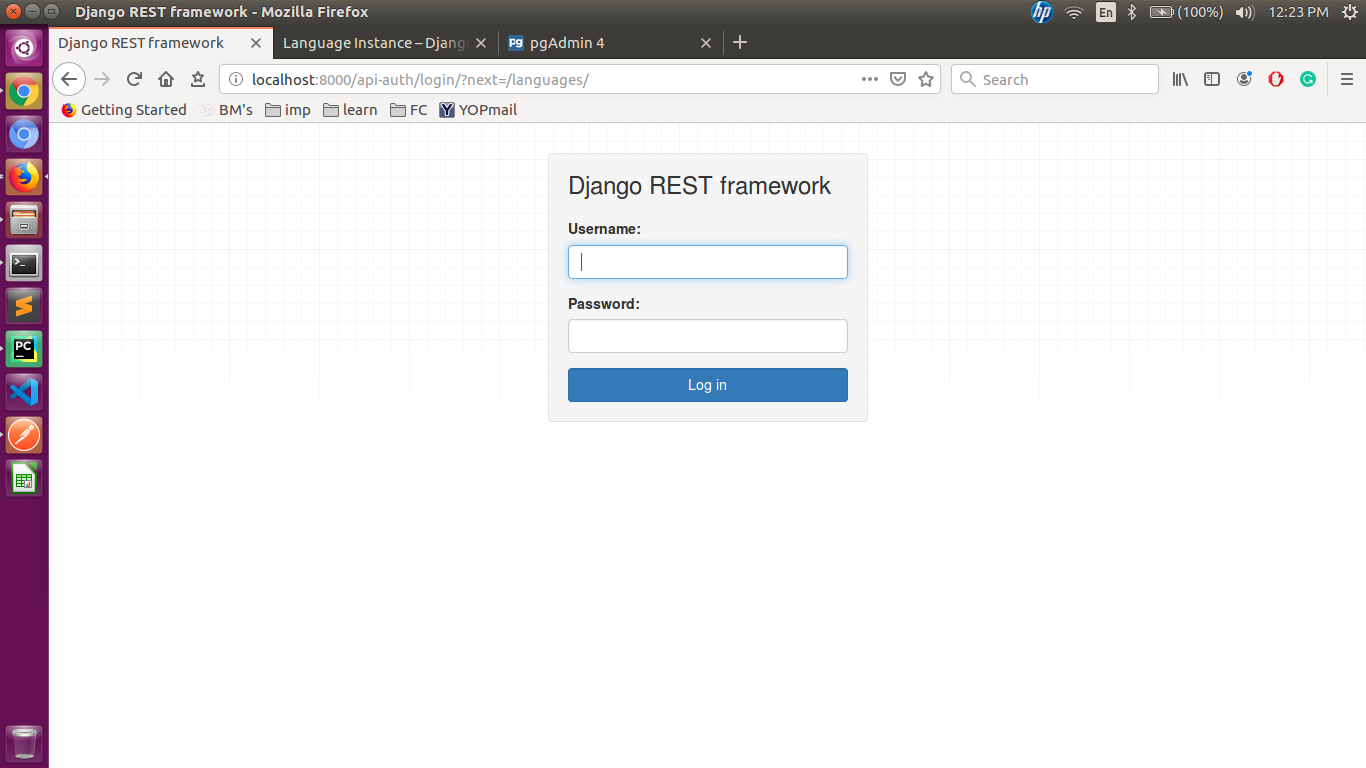 Django REST framework - Mozilla Firefox
hp
En
(100%)
12:23 PM
Django REST framework
Language Instance – Djang
pg
pgAdmin 4
localhost:8000/api-auth/login/?next=/languages/
Search
Getting Started
BM's
imp
learn
FC
Y
YOPmail
Django REST framework
Username:
Password:
Log in
PC